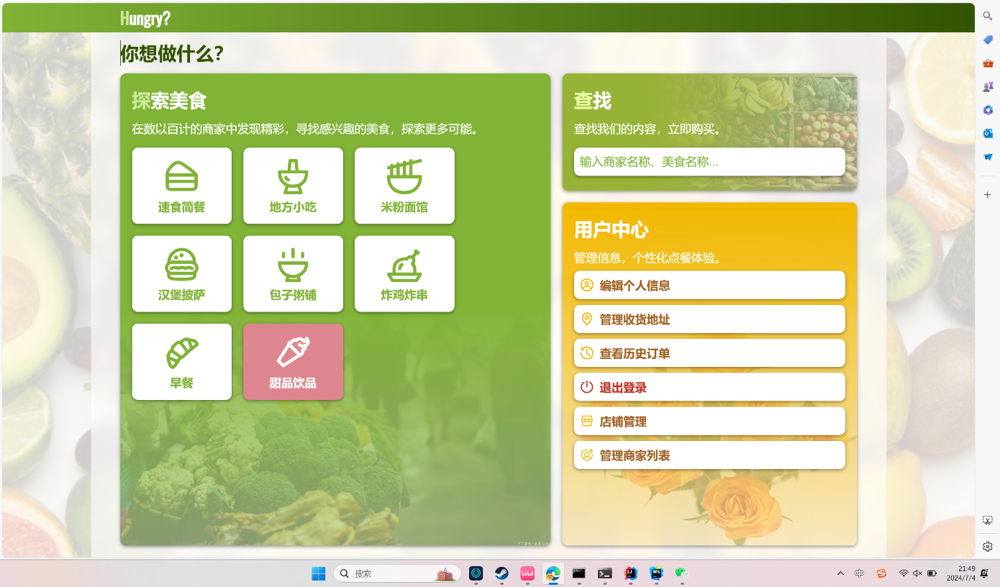 Hungry?
你想做什么?
探索美食
在数以百计的商家中发现精彩，寻找感兴趣的美食，探索更多可能。
速食简餐
地方小吃
米粉面馆
汉堡披萨
包子粥铺
炸鸡炸串
早餐
甜品饮品
查找
查找我们的内容，立即购买。
输入商家名称、美食名称...
用户中心
管理信息，个性化点餐体验。
编辑个人信息
管理收货地址
查看历史订单
退出登录
店铺管理
管理商家列表
搜索
中
21:49
2024/7/4